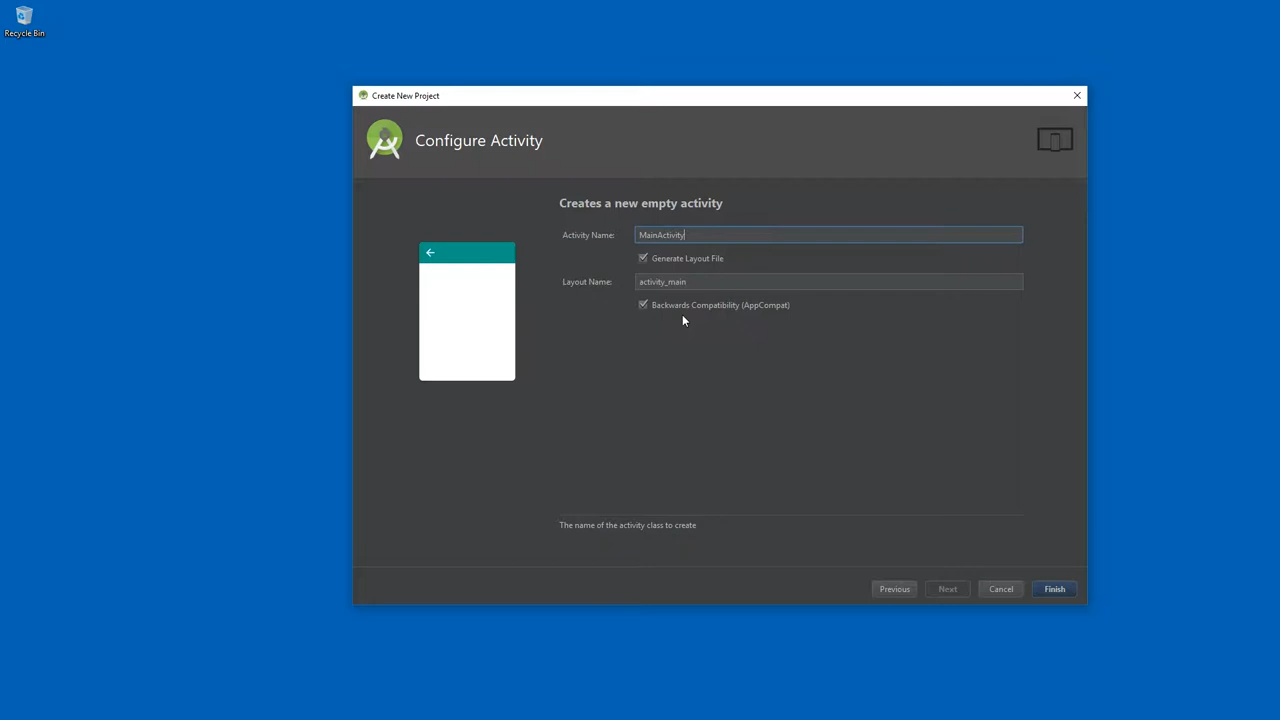 Recycle Bin
Create New Project
Configure Activity
Creates a new empty activity
Activity Name: MainActivity
Generate Layout File
Layout Name: activity_main
Backwards Compatibility (AppCompat)
The name of the activity class to create
Previous Next Cancel Finish